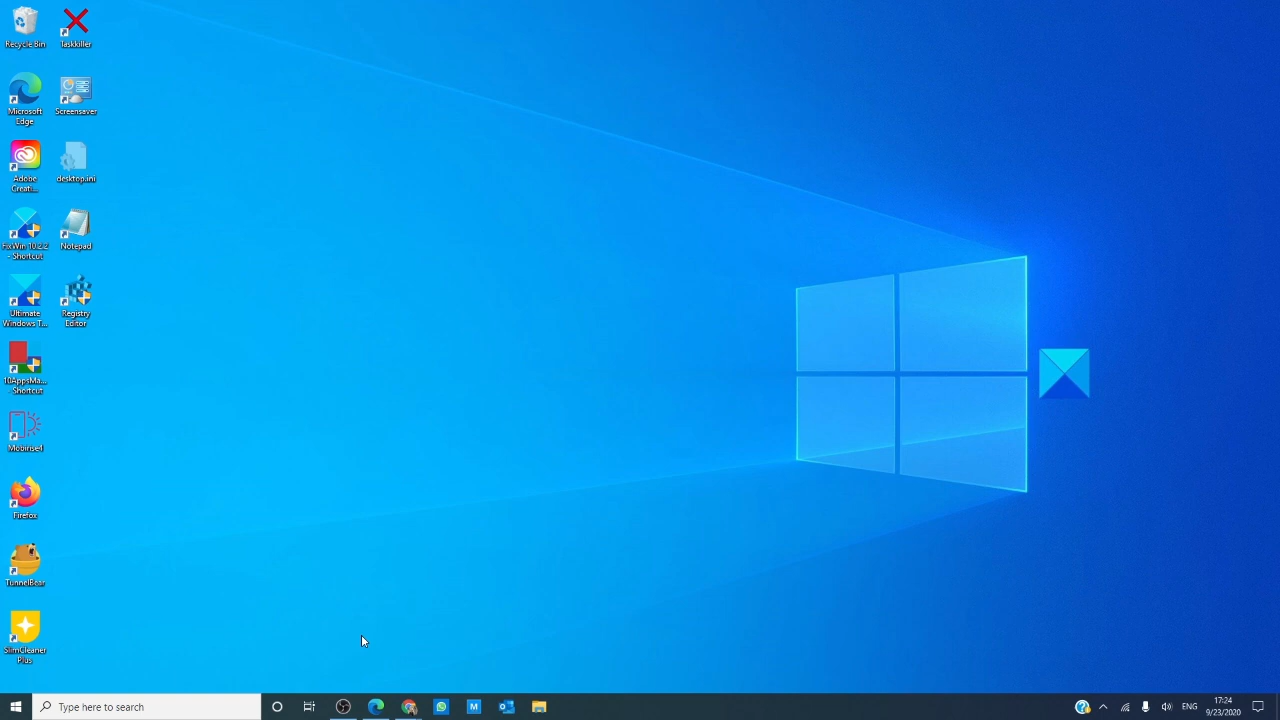 Recycle Bin
Taskkiller
Microsoft
Edge
Screensaver
Adobe
Creati...
desktop.ini
FixWin 10.2.2
- Shortcut
Notepad
Ultimate
Windows T...
Registry
Editor
10AppsMa...
- Shortcut
Mobirise4
Firefox
TunnelBear
SlimCleaner
Plus
Type here to search
M
ENG
17:24
9/23/2020